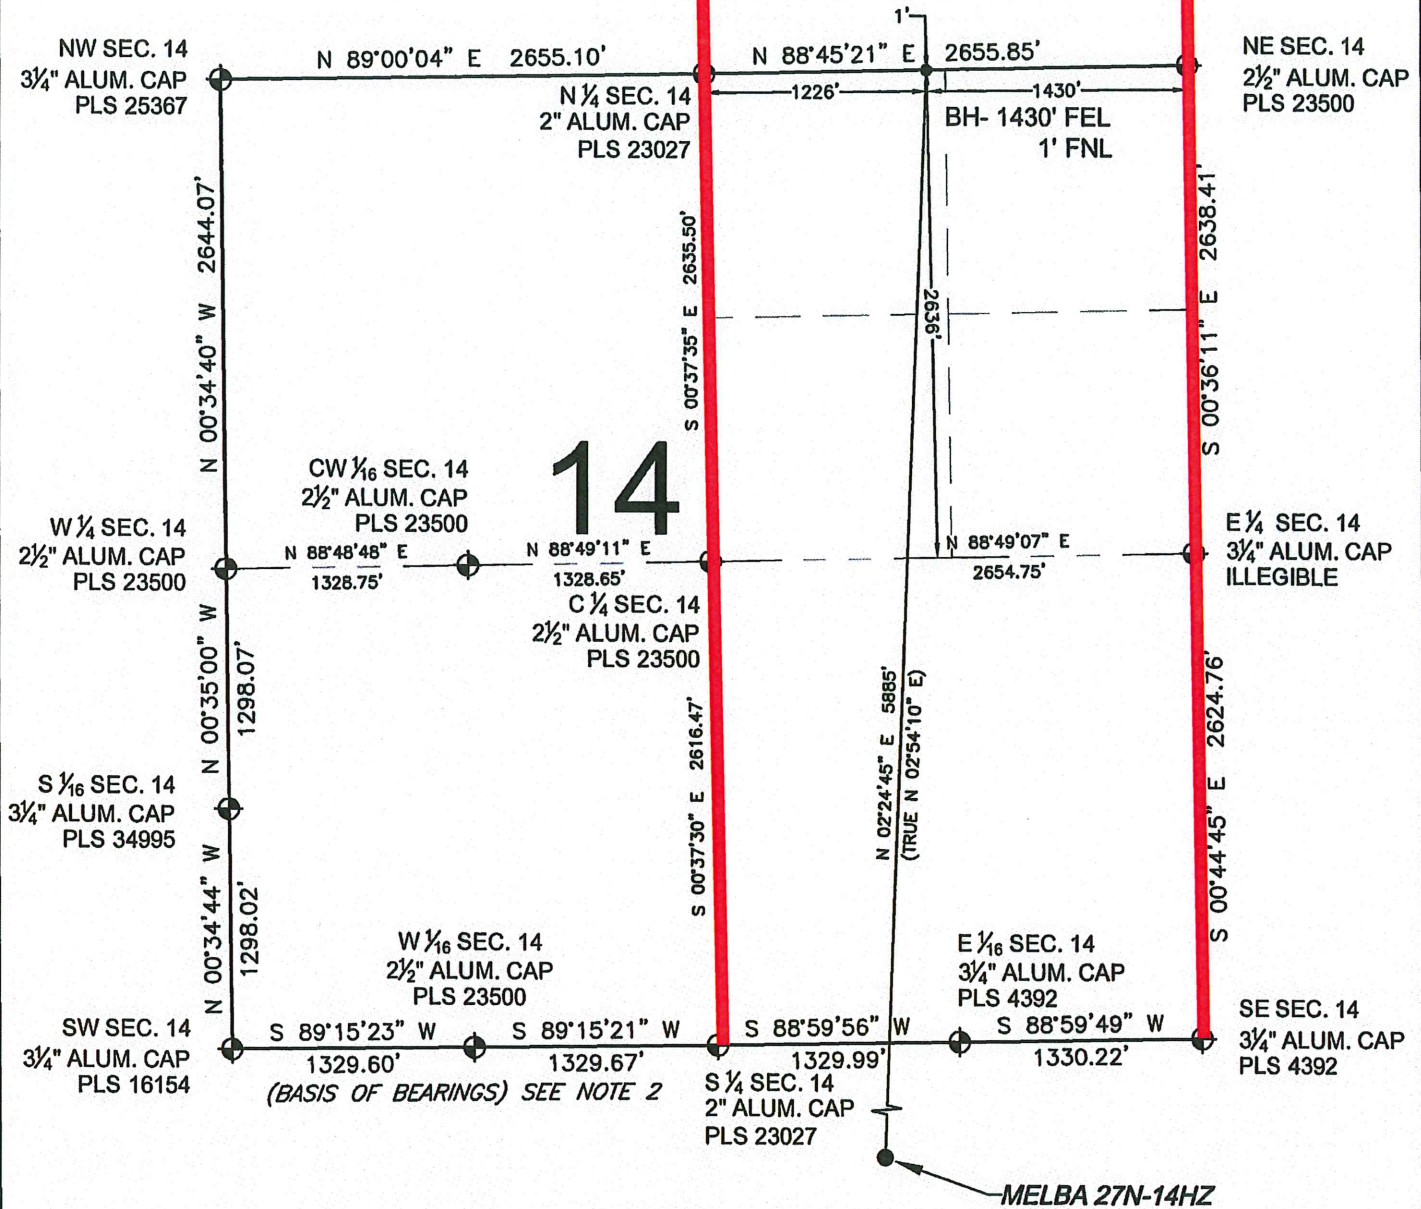 1'
NW SEC. 14
3¼" ALUM. CAP
PLS 25367
N 89°00'04" E 2655.10'
N 88°45'21" E 2655.85'
NE SEC. 14
2½" ALUM. CAP
PLS 23500
N ¼ SEC. 14
2" ALUM. CAP
PLS 23027
1226'
1430'
BH- 1430' FEL
1' FNL
N 00°34'40" W 2644.07'
S 00°37'35" E 2635.50'
2636'
S 00°36'11" E 2638.41'
14
CW 1⁄16 SEC. 14
2½" ALUM. CAP
PLS 23500
W ¼ SEC. 14
2½" ALUM. CAP
PLS 23500
N 88°48'48" E
1328.75'
N 88°49'11" E
1328.65'
N 88°49'07" E
2654.75'
E ¼ SEC. 14
3¼" ALUM. CAP
ILLEGIBLE
C ¼ SEC. 14
2½" ALUM. CAP
PLS 23500
N 00°35'00" W
1298.07'
S 00°37'30" E 2616.47'
N 02°24'45" E 5885'
(TRUE N 02°54'10" E)
S 00°44'45" E 2624.76'
S 1⁄16 SEC. 14
3¼" ALUM. CAP
PLS 34995
N 00°34'44" W
1298.02'
W 1⁄16 SEC. 14
2½" ALUM. CAP
PLS 23500
E 1⁄16 SEC. 14
3¼" ALUM. CAP
PLS 4392
SW SEC. 14
3¼" ALUM. CAP
PLS 16154
S 89°15'23" W
1329.60'
S 89°15'21" W
1329.67'
S 88°59'56" W
1329.99'
S 88°59'49" W
1330.22'
SE SEC. 14
3¼" ALUM. CAP
PLS 4392
(BASIS OF BEARINGS) SEE NOTE 2
S ¼ SEC. 14
2" ALUM. CAP
PLS 23027
MELBA 27N-14HZ